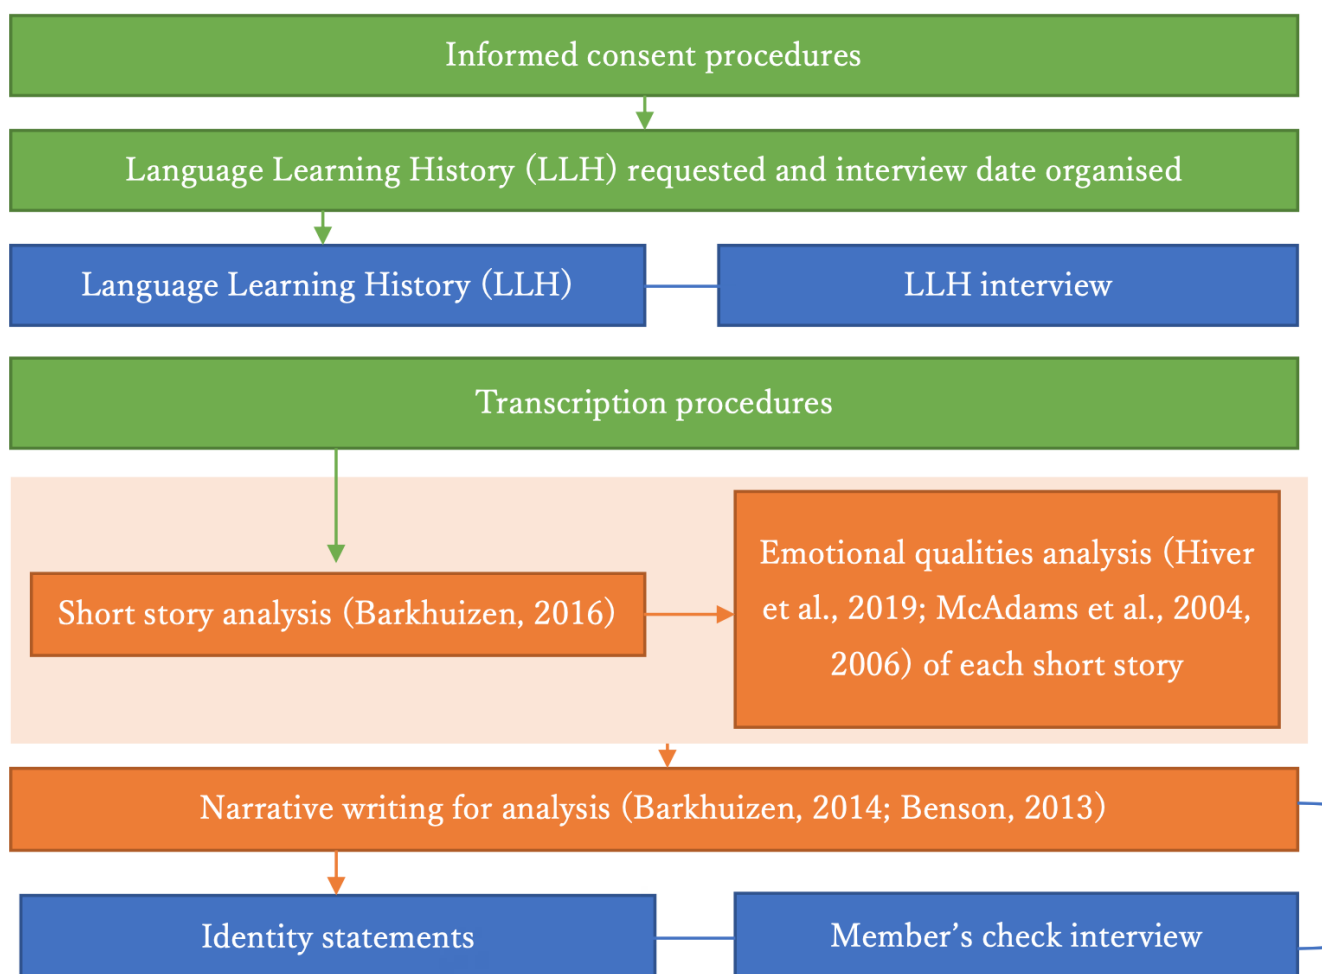 Informed consent procedures
Language Learning History (LLH) requested and interview date organised
Language Learning History (LLH)
LLH interview
Transcription procedures
Short story analysis (Barkhuizen, 2016)
Emotional qualities analysis (Hiver
et al., 2019; McAdams et al., 2004,
2006) of each short story
Narrative writing for analysis (Barkhuizen, 2014; Benson, 2013)
Identity statements
Member’s check interview